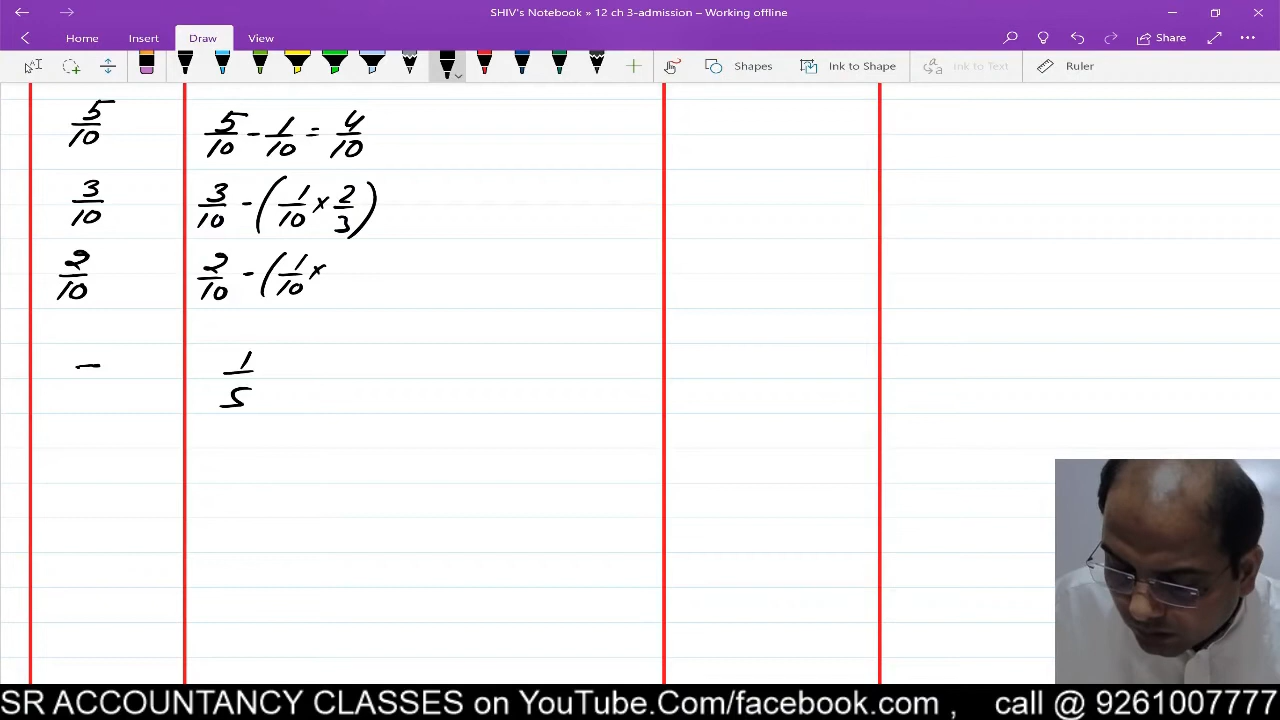 SHIV's Notebook » 12 ch 3-admission – Working offline
Home Insert Draw View
Share
Shapes Ink to Shape Ink to Text Ruler
5/10 5/10 - 1/10 = 4/10
3/10 3/10 - (1/10 × 2/3)
2/10 2/10 - (1/10 ×
- 1/5
SR ACCOUNTANCY CLASSES on YouTube.Com/facebook.com , call @ 9261007777